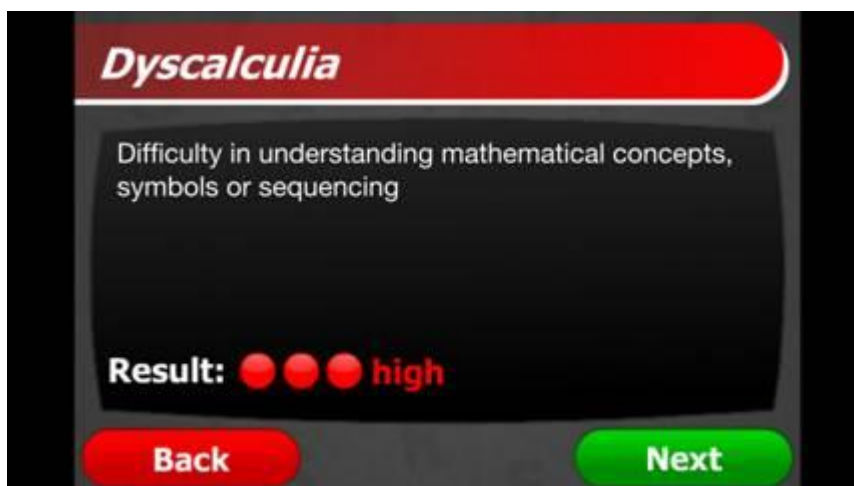 Dyscalculia
Difficulty in understanding mathematical concepts,
symbols or sequencing
Result: high
Back
Next